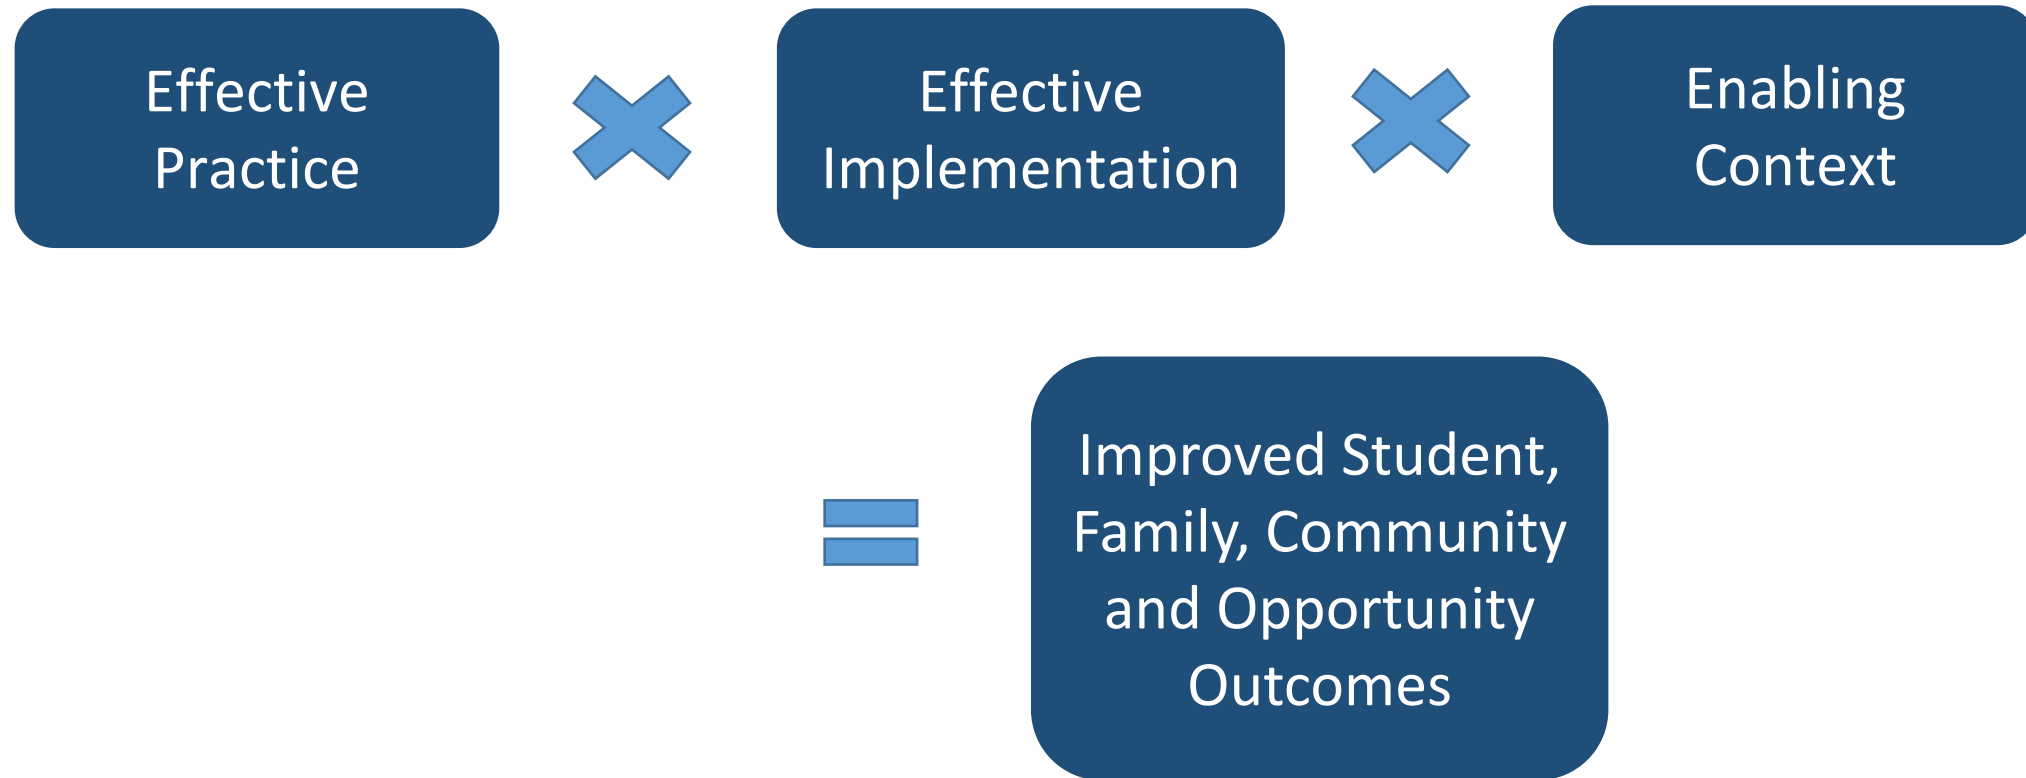 Effective
Practice
Effective
Implementation
Enabling
Context
Improved Student,
Family, Community
and Opportunity
Outcomes